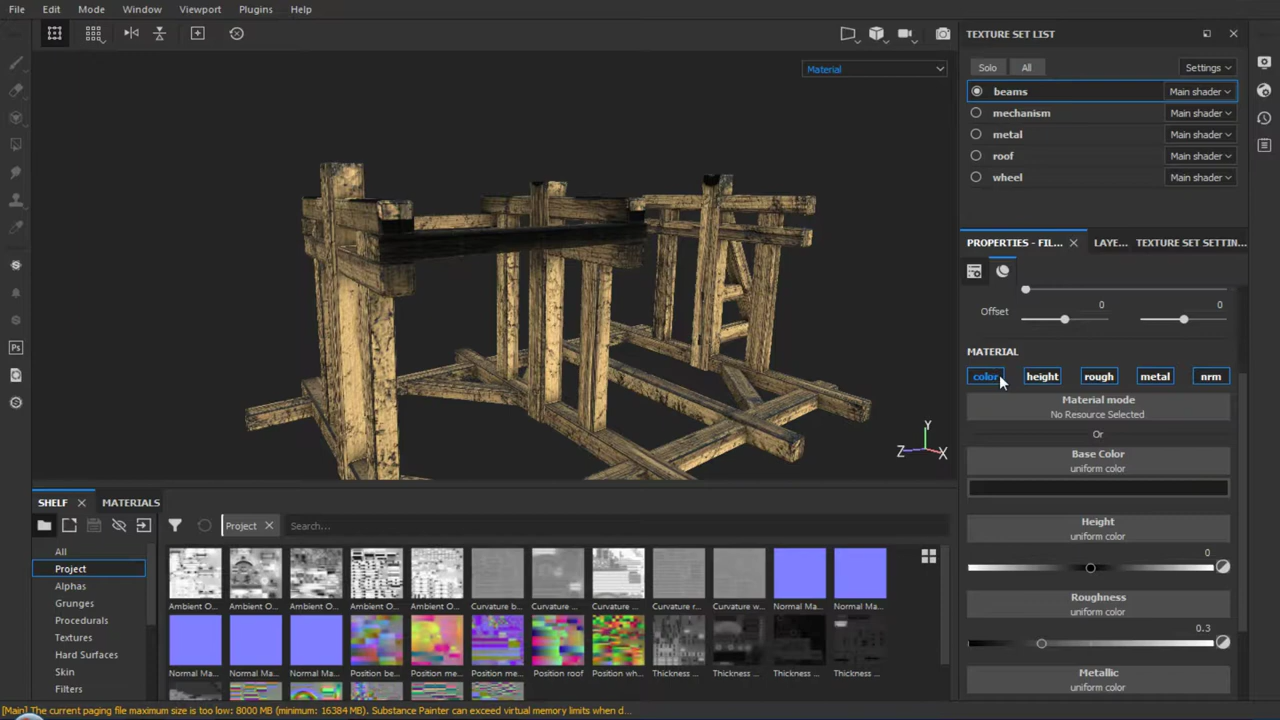 File Edit Mode Window Viewport Plugins Help
Material
TEXTURE SET LIST
Solo All Settings
beams Main shader
mechanism Main shader
metal Main shader
roof Main shader
wheel Main shader
PROPERTIES - FIL... LAYE... TEXTURE SET SETTIN...
0 0
Offset
MATERIAL
color height rough metal nrm
Material mode
No Resource Selected
Or
Base Color
uniform color
Height
uniform color
0
Roughness
uniform color
0.3
Metallic
uniform color
Y
Z X
SHELF MATERIALS
Project Search...
All
Project
Alphas
Grunges
Procedurals
Textures
Hard Surfaces
Skin
Filters
Ps
Ambient O... Ambient O... Ambient O... Ambient O... Ambient O... Curvature b... Curvature ... Curvature ... Curvature r... Curvature w... Normal Ma... Normal Ma...
Normal Ma... Normal Ma... Normal Ma... Position be... Position me... Position me... Position roof Position wh... Thickness ... Thickness ... Thickness ... Thickness ...
[Main] The current paging file maximum size is too low: 8000 MB (minimum: 16384 MB). Substance Painter can exceed virtual memory limits when d...